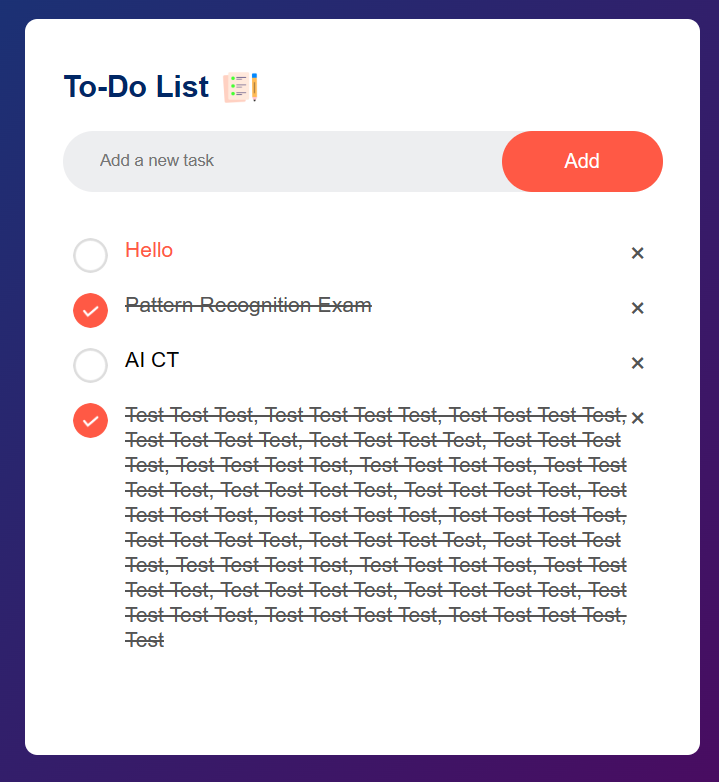 To-Do List
Add a new task
Add
Hello
×
Pattern Recognition Exam
×
AI CT
×
Test Test Test, Test Test Test Test, Test Test Test Test,
×
Test Test Test Test, Test Test Test Test, Test Test Test
Test, Test Test Test Test, Test Test Test Test, Test Test
Test Test, Test Test Test Test, Test Test Test Test, Test
Test Test Test, Test Test Test Test, Test Test Test Test,
Test Test Test Test, Test Test Test Test, Test Test Test
Test, Test Test Test Test, Test Test Test Test, Test Test
Test Test, Test Test Test Test, Test Test Test Test, Test
Test Test Test, Test Test Test Test, Test Test Test Test,
Test